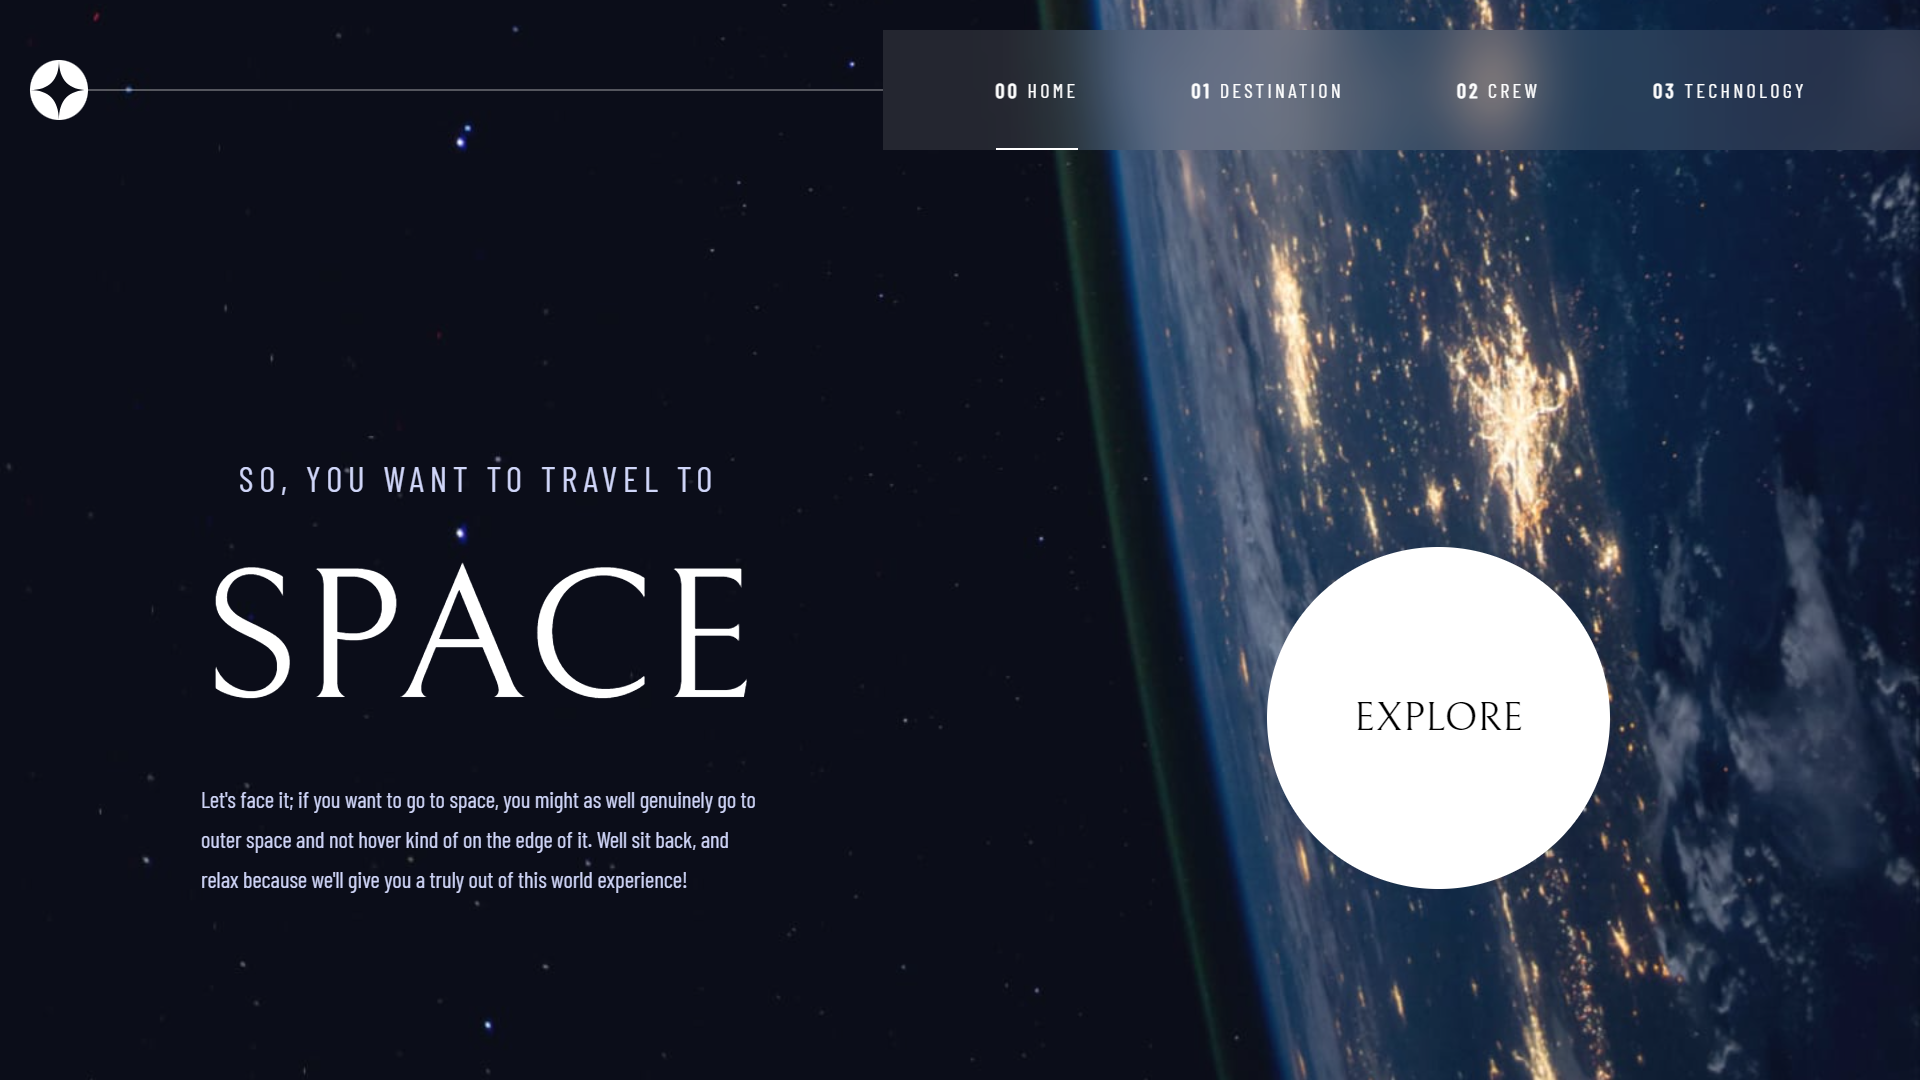 00 HOME
01 DESTINATION
02 CREW
03 TECHNOLOGY
SO, YOU WANT TO TRAVEL TO
SPACE
Let's face it; if you want to go to space, you might as well genuinely go to
outer space and not hover kind of on the edge of it. Well sit back, and
relax because we'll give you a truly out of this world experience!
EXPLORE